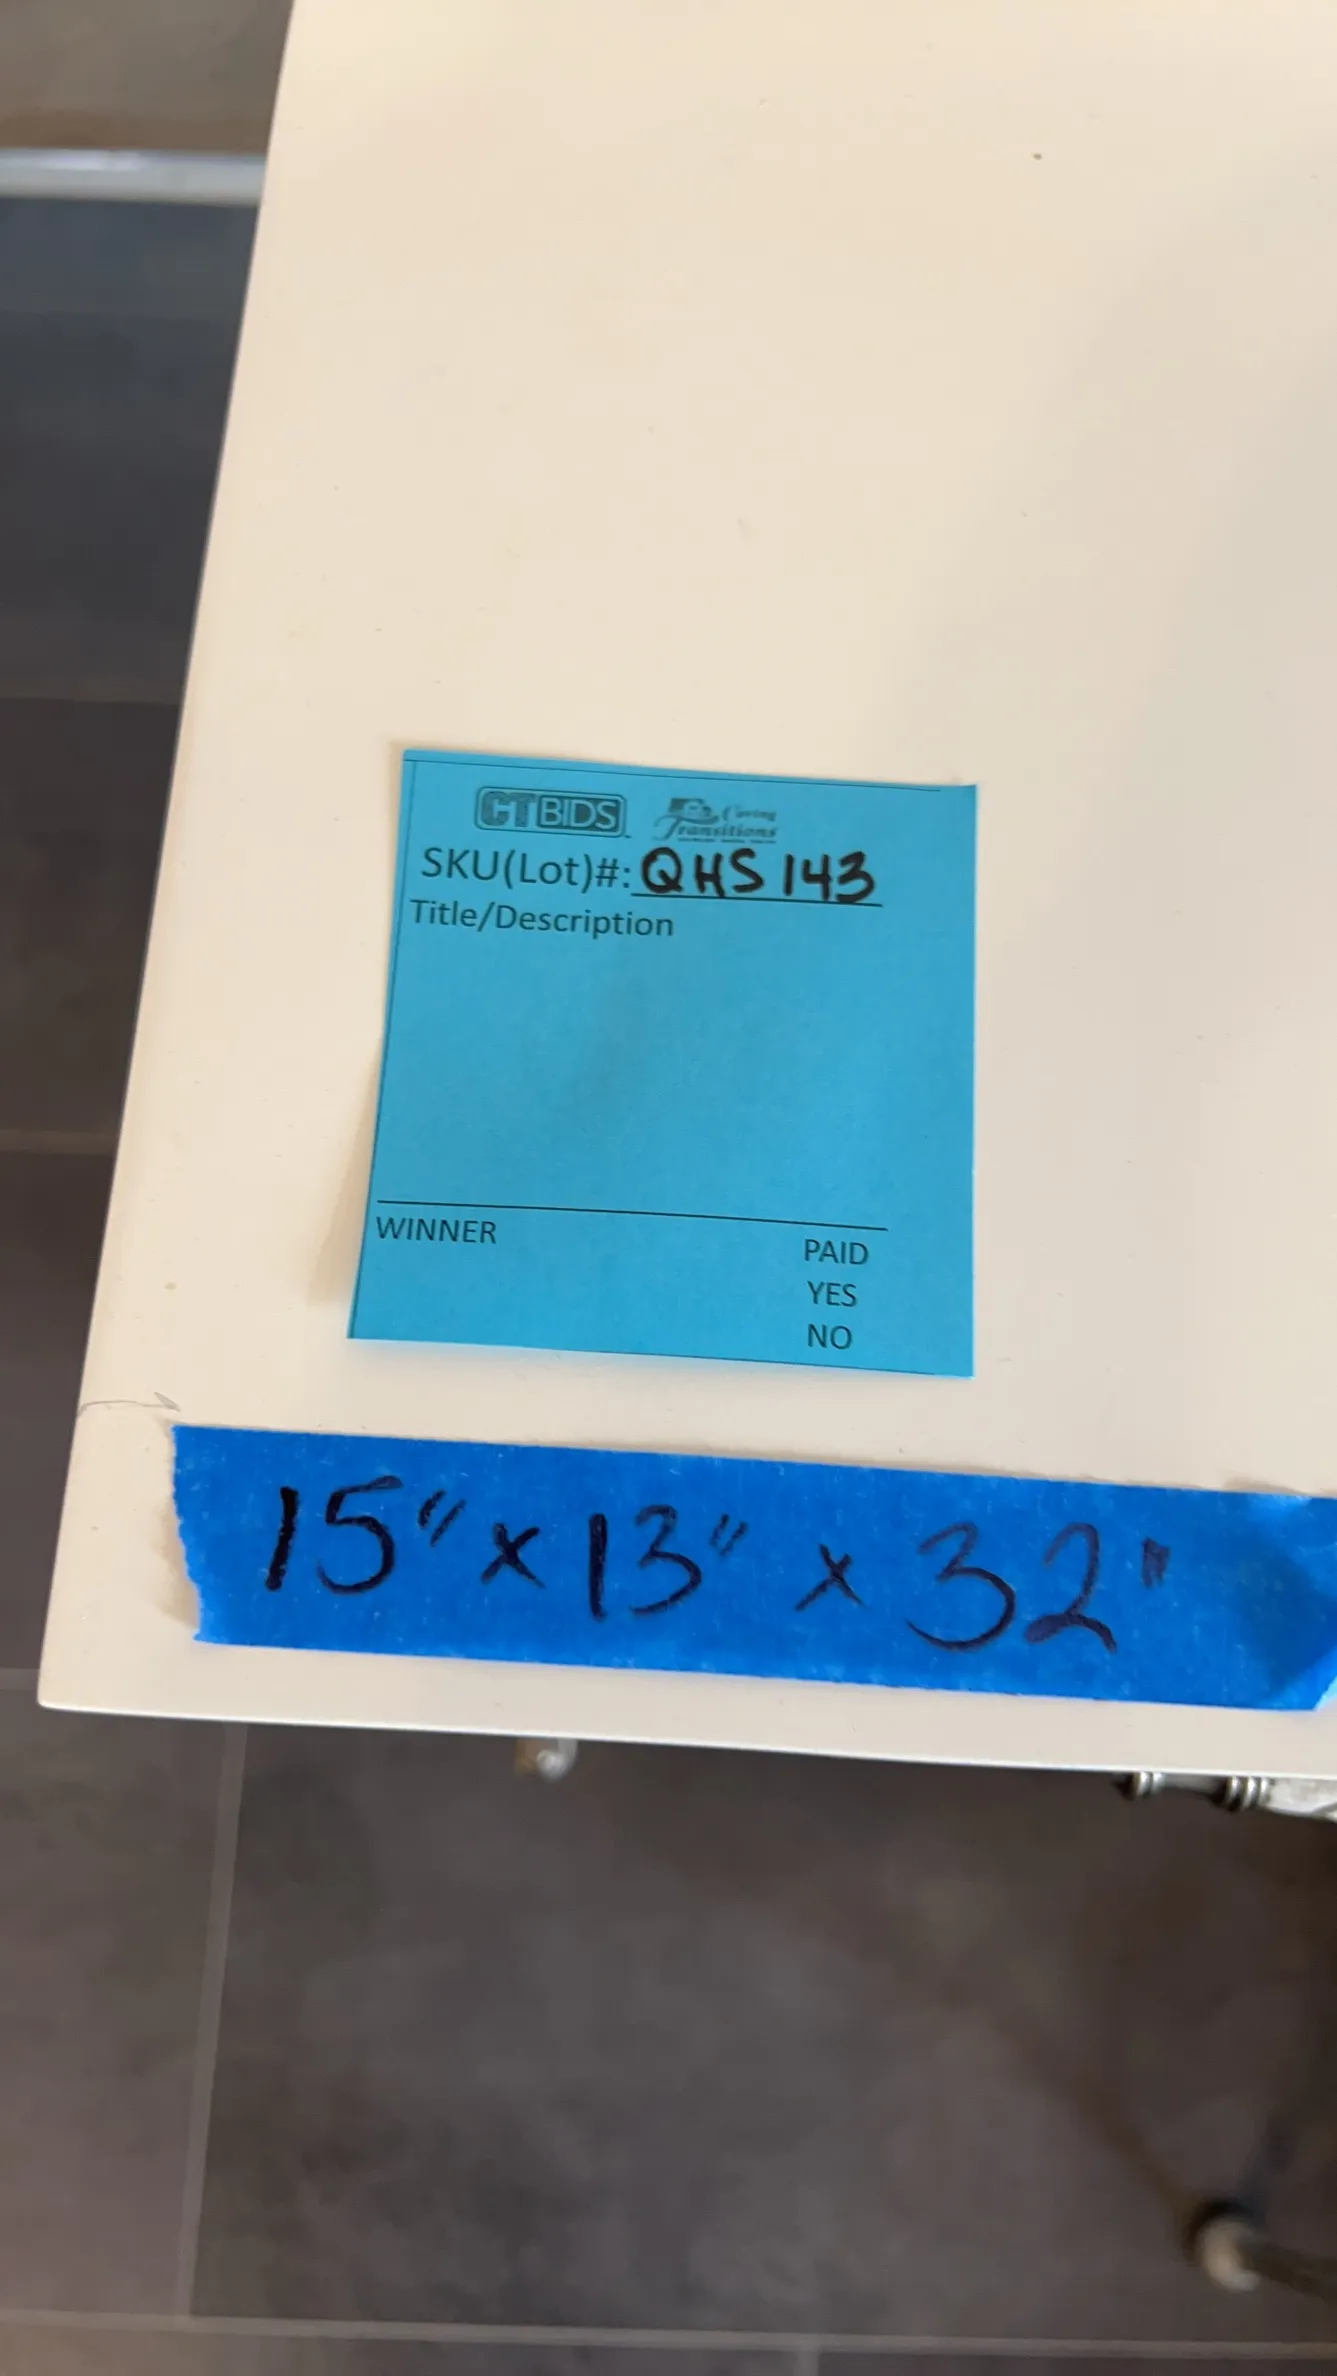 CTBIDS Caring Transitions
SKU(Lot)#: QHS 143
Title/Description
WINNER
PAID
YES
NO
15" x 13" x 32"